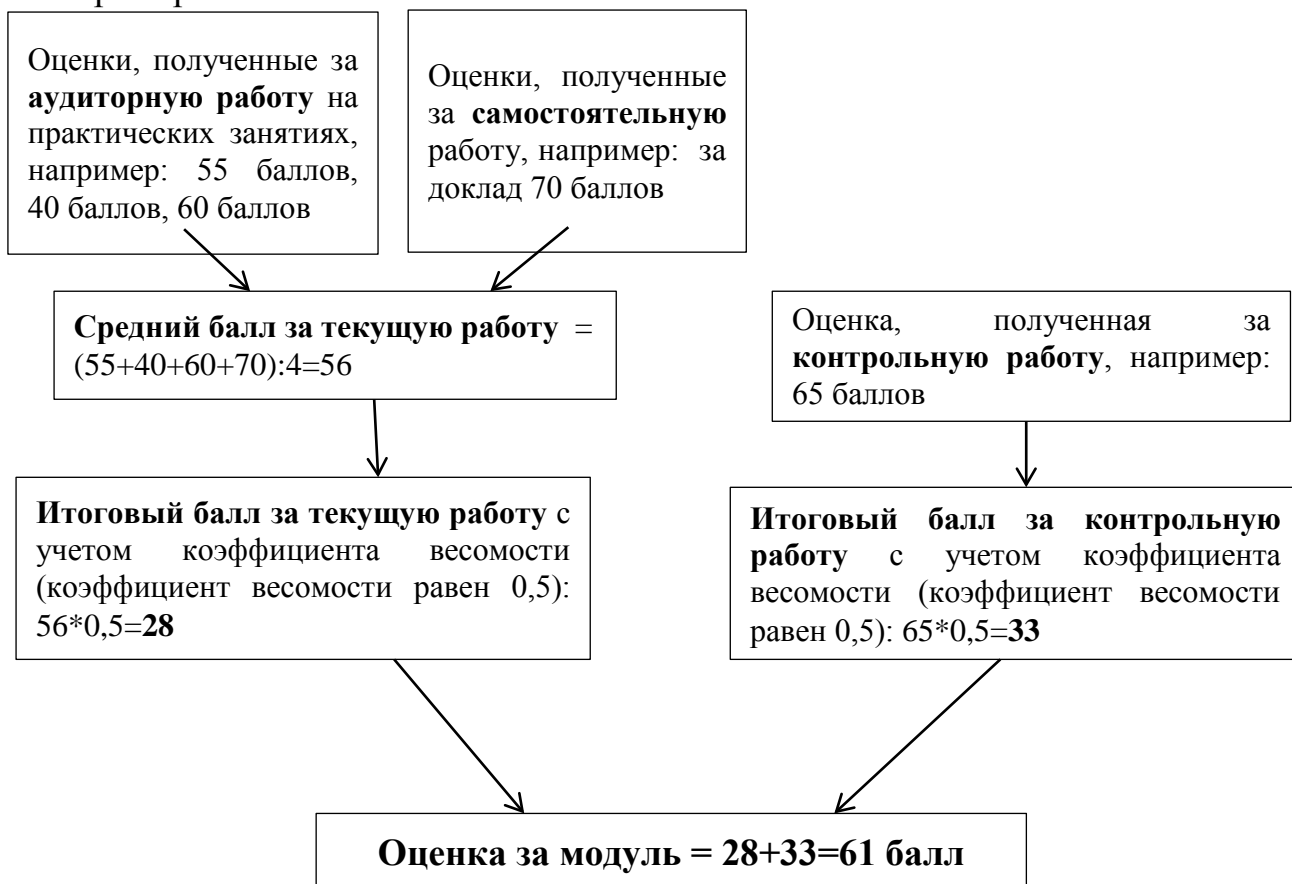 Оценки, полученные за
аудиторную работу на
практических занятиях,
например: 55 баллов,
40 баллов, 60 баллов
Оценки, полученные
за самостоятельную
работу, например: за
доклад 70 баллов
Средний балл за текущую работу =
(55+40+60+70):4=56
Оценка, полученная за
контрольную работу, например:
65 баллов
Итоговый балл за текущую работу с
учетом коэффициента весомости
(коэффициент весомости равен 0,5):
56*0,5=28
Итоговый балл за контрольную
работу с учетом коэффициента
весомости (коэффициент весомости
равен 0,5): 65*0,5=33
Оценка за модуль = 28+33=61 балл